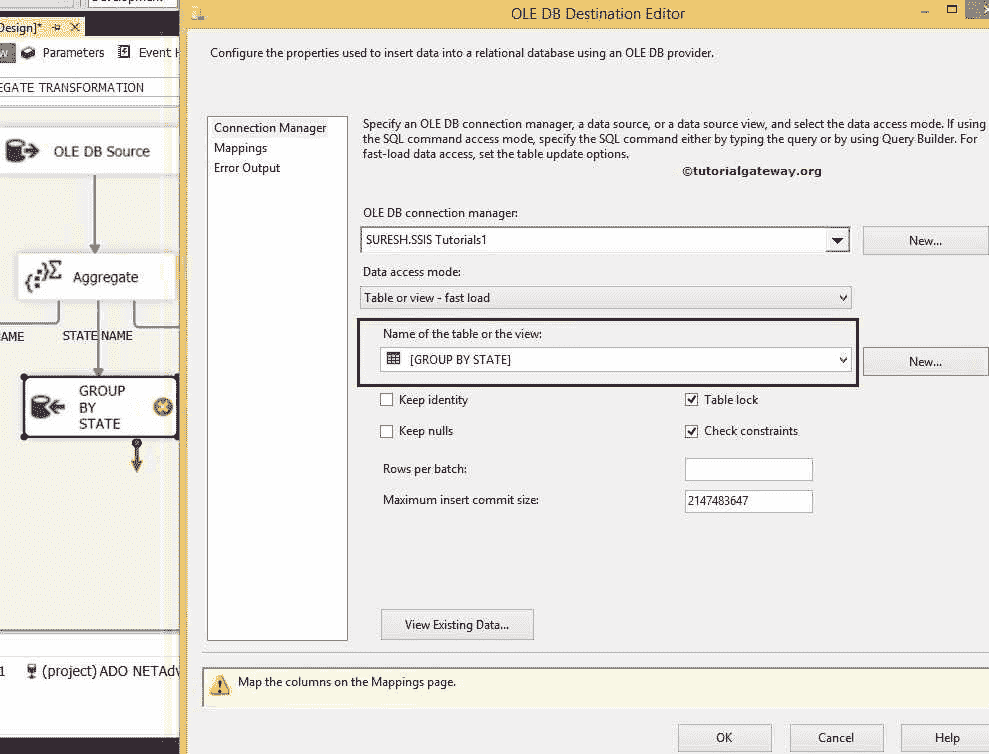 OLE DB Destination Editor
Design]*
Parameters
Event
EGATE TRANSFORMATION
OLE DB Source
Aggregate
AME
STATE NAME
GROUP
BY
STATE
1 (project) ADO NETAdv
Configure the properties used to insert data into a relational database using an OLE DB provider.
Connection Manager
Mappings
Error Output
Specify an OLE DB connection manager, a data source, or a data source view, and select the data access mode. If using
the SQL command access mode, specify the SQL command either by typing the query or by using Query Builder. For
fast-load data access, set the table update options.
©tutorialgateway.org
OLE DB connection manager:
SURESH.SSIS Tutorials1
New...
Data access mode:
Table or view - fast load
Name of the table or the view:
[GROUP BY STATE]
New...
Keep identity
Table lock
Keep nulls
Check constraints
Rows per batch:
Maximum insert commit size:
2147483647
View Existing Data...
Map the columns on the Mappings page.
OK
Cancel
Help